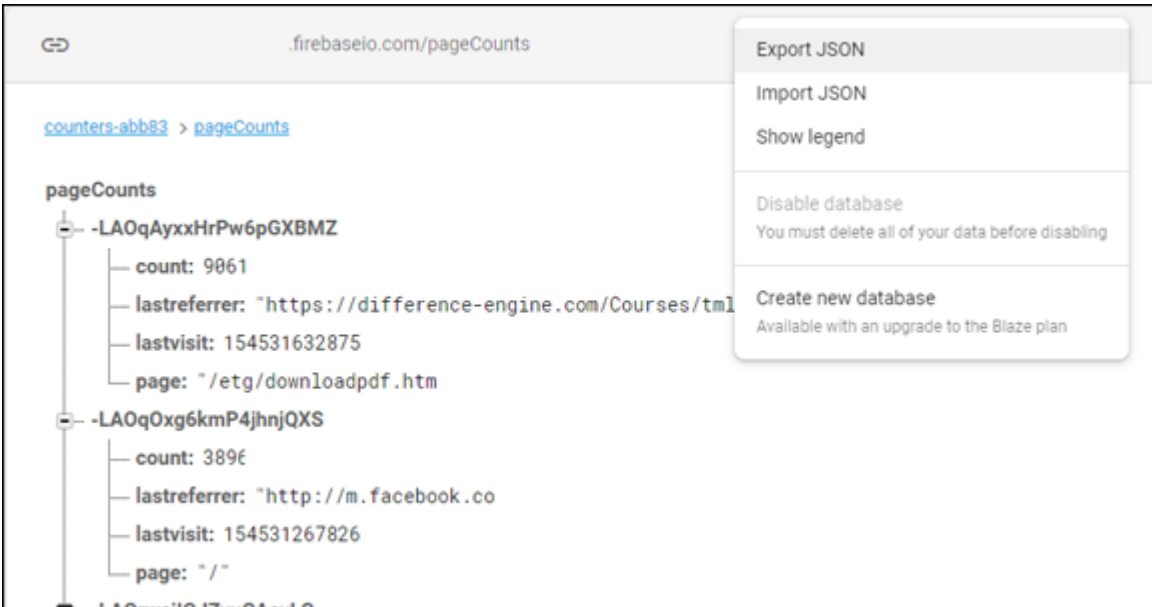 .firebaseio.com/pageCounts
Export JSON
Import JSON
Show legend
Disable database
You must delete all of your data before disabling
Create new database
Available with an upgrade to the Blaze plan
counters-abb83 > pageCounts
pageCounts
-LAOqAyxxHrPw6pGXBMZ
count: 9061
lastreferrer: "https://difference-engine.com/Courses/tml
lastvisit: 154531632875
page: "/etg/downloadpdf.htm
-LAOqOxg6kmP4jhnjQXS
count: 3896
lastreferrer: "http://m.facebook.co
lastvisit: 154531267826
page: "/"